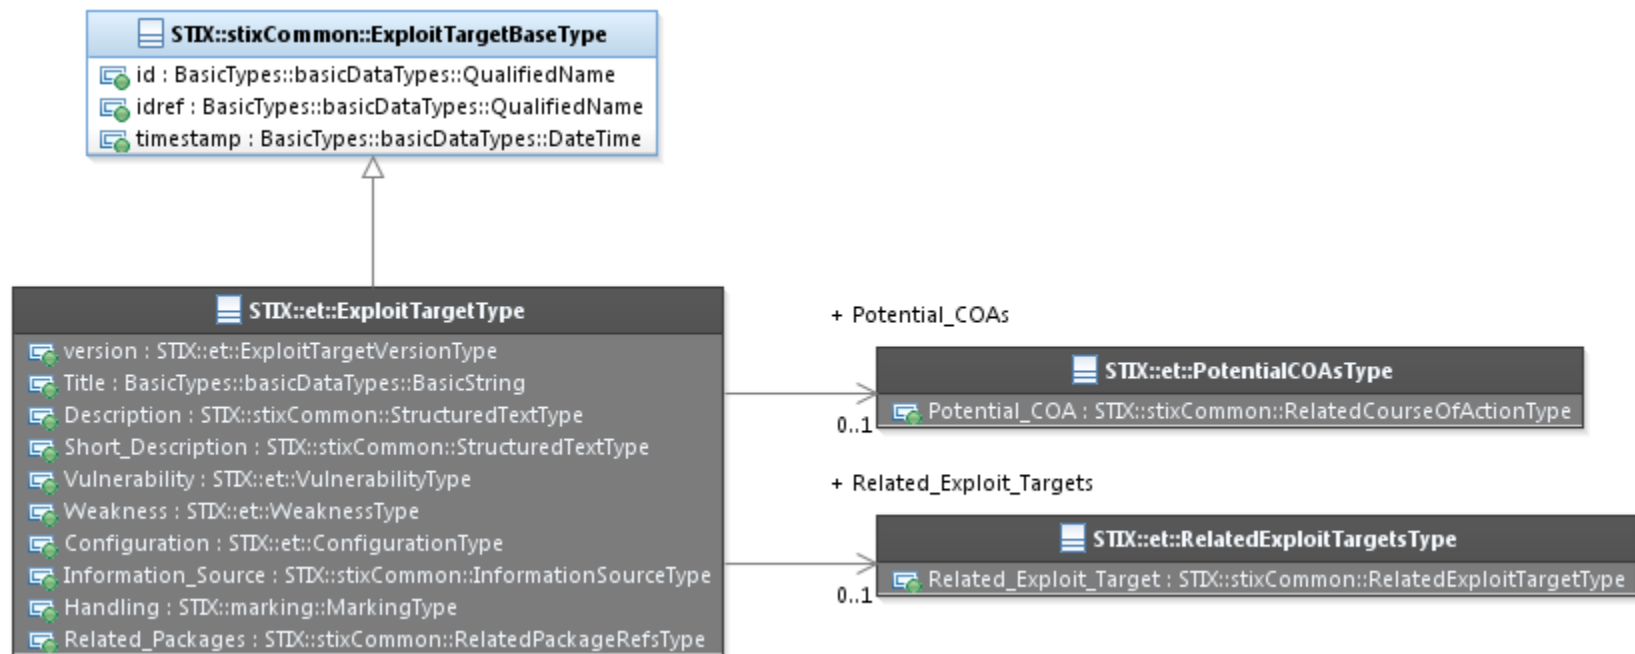 STIX::stixCommon::ExploitTargetBaseType
id : BasicTypes::basicDataTypes::QualifiedName
idref : BasicTypes::basicDataTypes::QualifiedName
timestamp : BasicTypes::basicDataTypes::DateTime
STIX::et::ExploitTargetType
version : STIX::et::ExploitTargetVersionType
Title : BasicTypes::basicDataTypes::BasicString
Description : STIX::stixCommon::StructuredTextType
Short_Description : STIX::stixCommon::StructuredTextType
Vulnerability : STIX::et::VulnerabilityType
Weakness : STIX::et::WeaknessType
Configuration : STIX::et::ConfigurationType
Information_Source : STIX::stixCommon::InformationSourceType
Handling : STIX::marking::MarkingType
Related_Packages : STIX::stixCommon::RelatedPackageRefsType
+ Potential_COAs
STIX::et::PotentialCOAsType
Potential_COA : STIX::stixCommon::RelatedCourseOfActionType
0..1
+ Related_Exploit_Targets
STIX::et::RelatedExploitTargetsType
Related_Exploit_Target : STIX::stixCommon::RelatedExploitTargetType
0..1